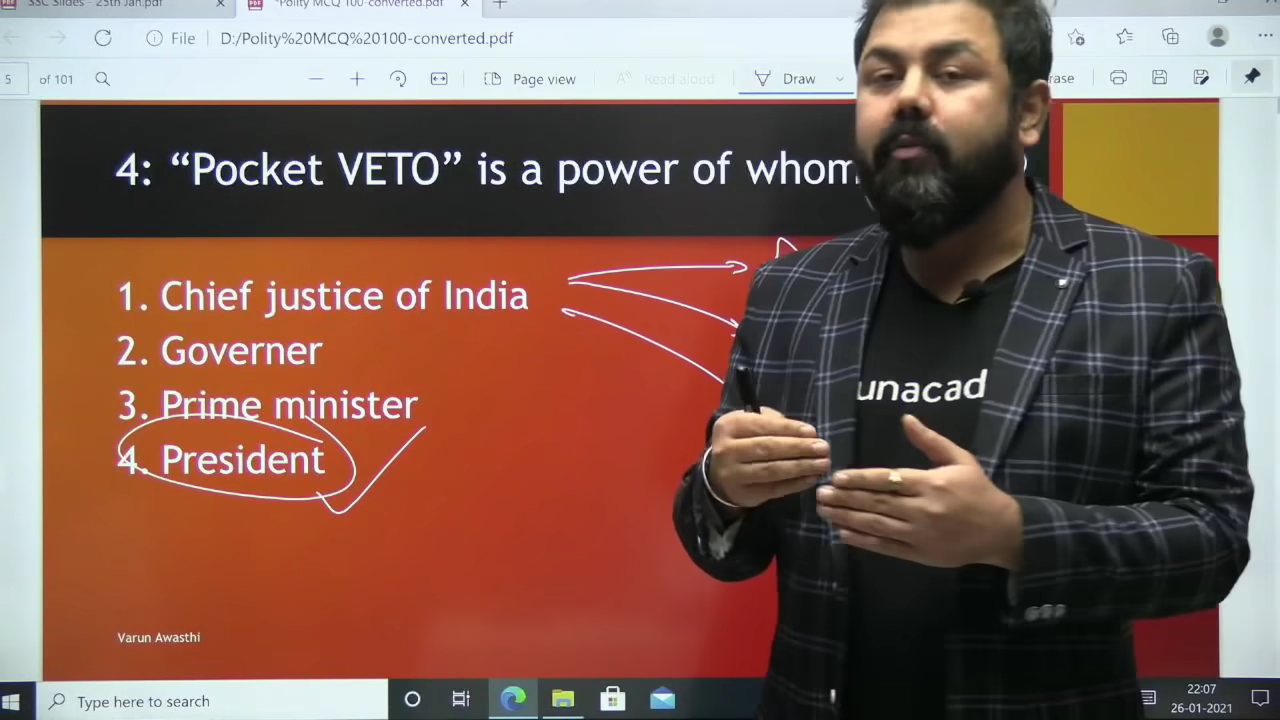 SSC Slides - 25th Jan.pdf
*Polity MCQ 100-converted.pdf
File
D:/Polity%20MCQ%20100-converted.pdf
5 of 101
Page view
Read aloud
Draw
rase
4: “Pocket VETO” is a power of whom
1. Chief justice of India
2. Governer
3. Prime minister
4. President
unacad
Varun Awasthi
Type here to search
22:07
26-01-2021